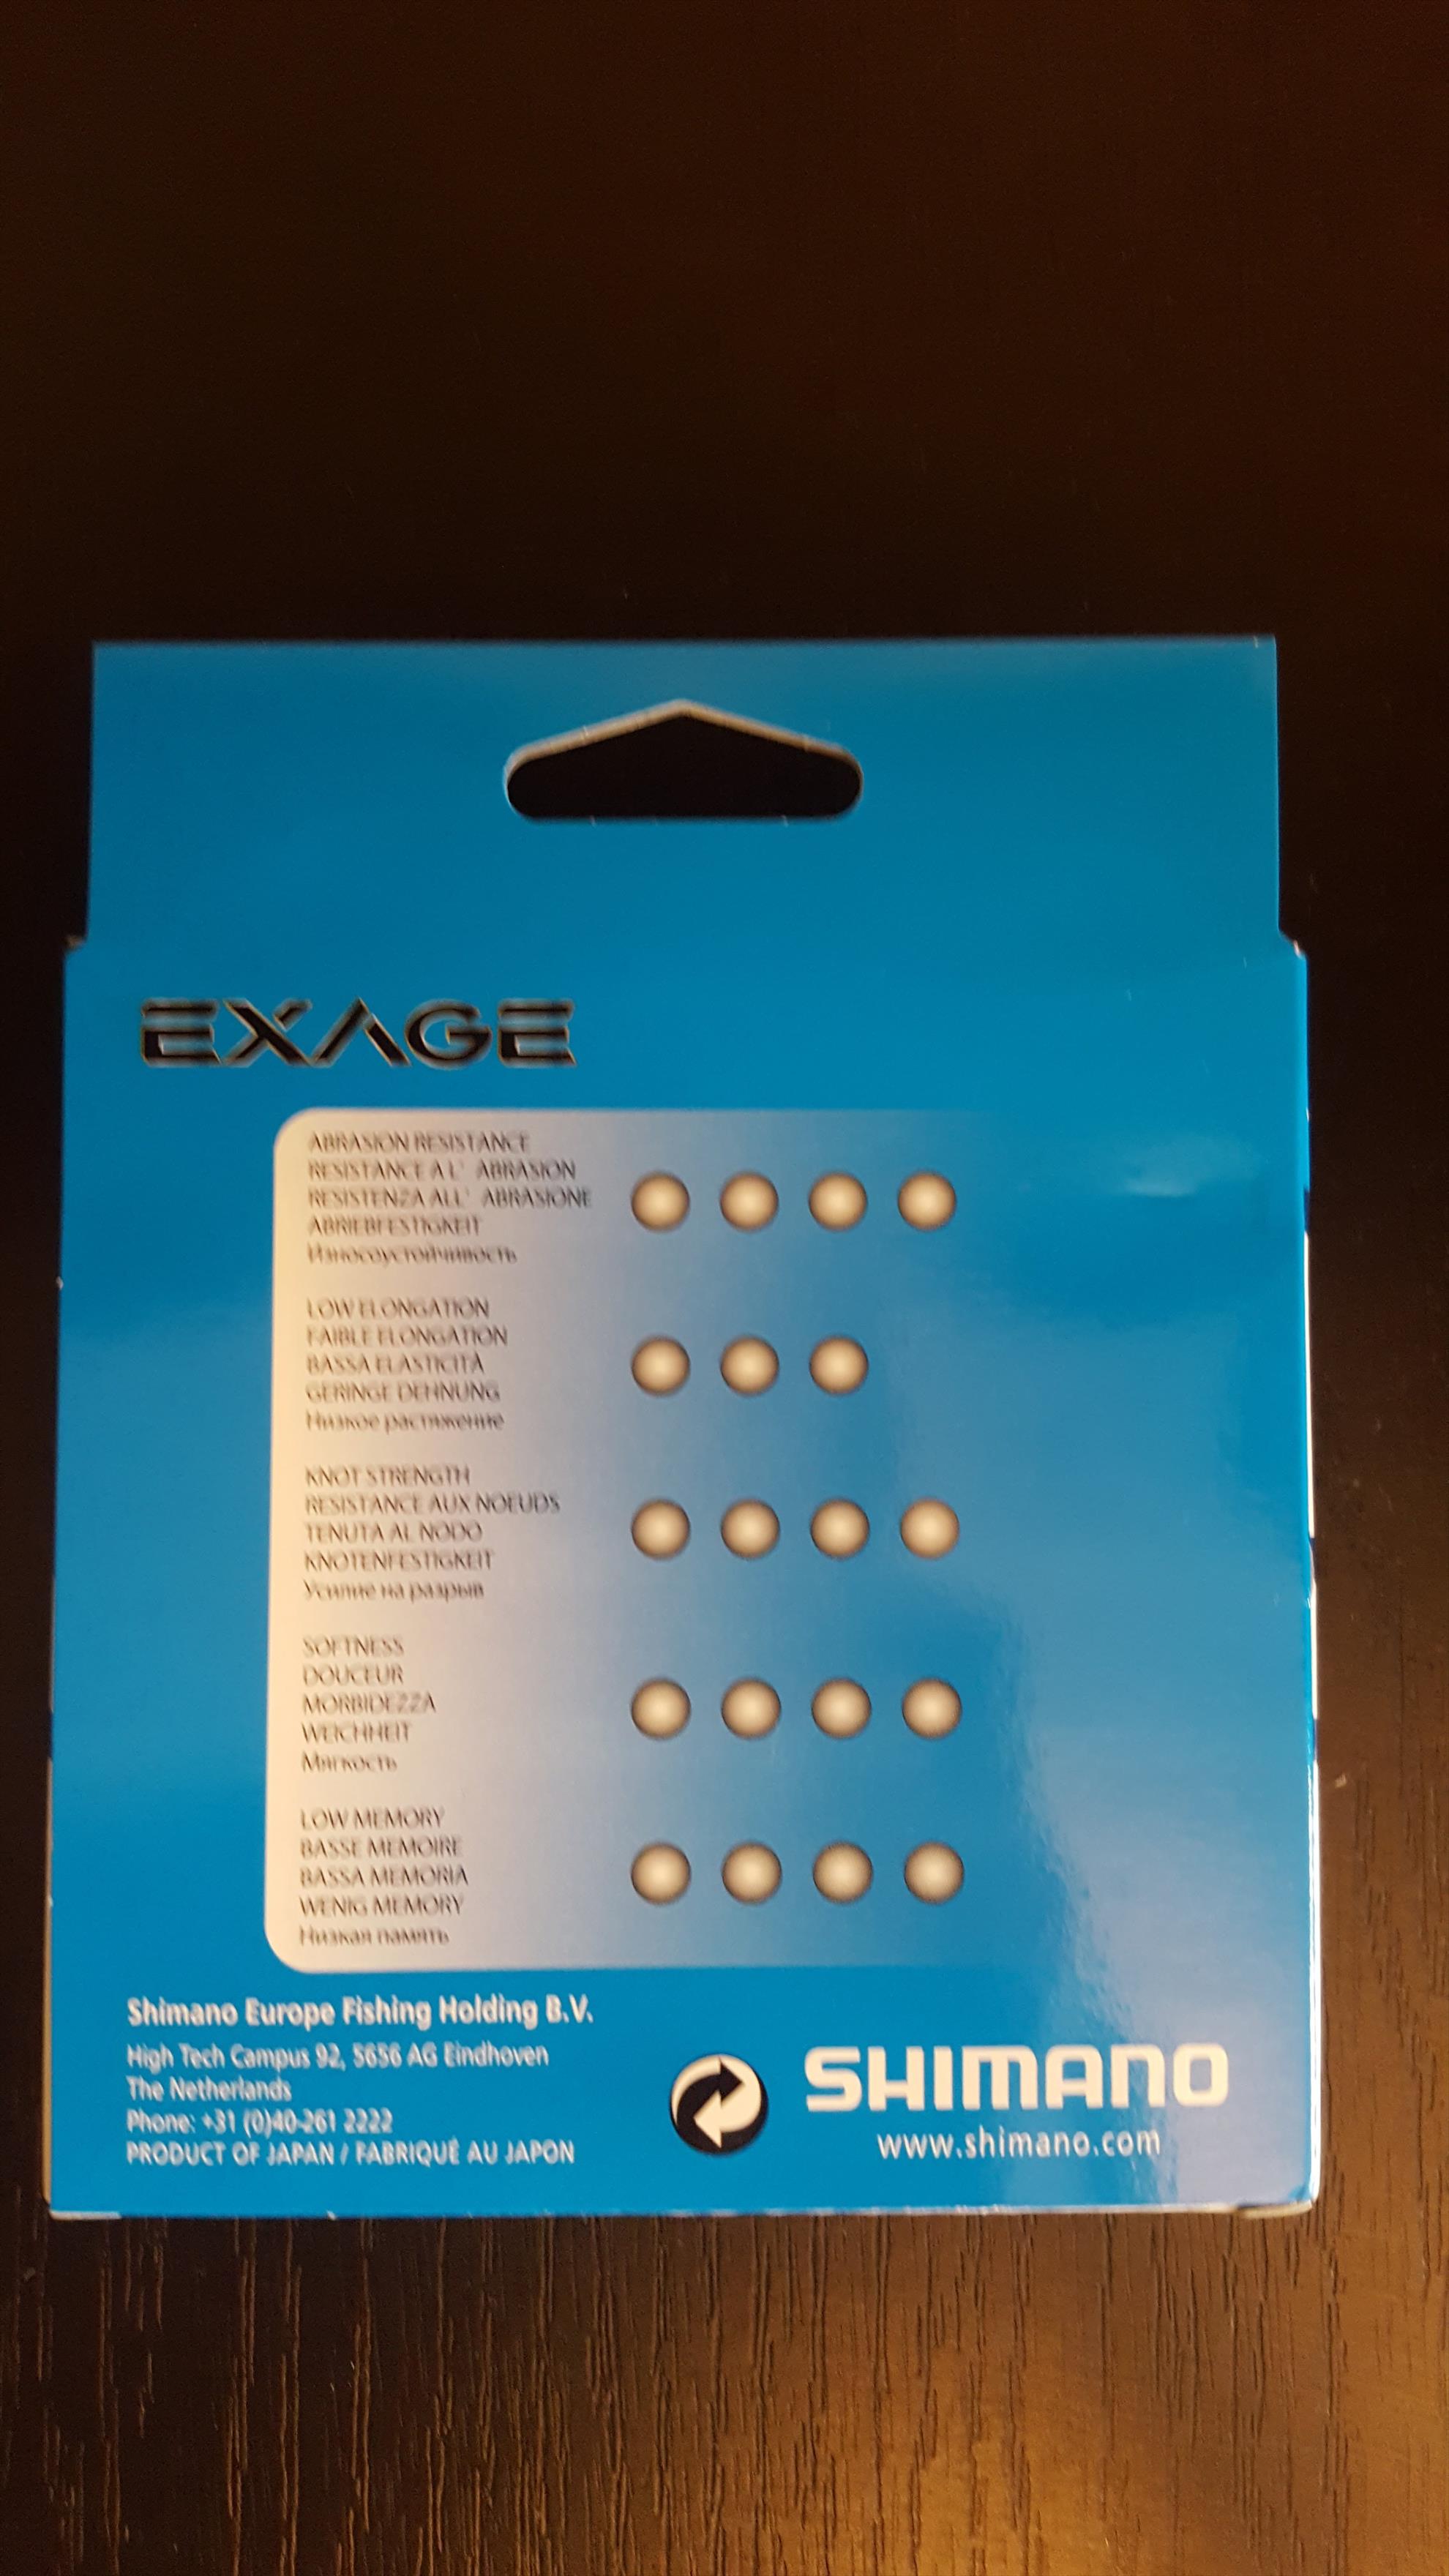 EXAGE
ABRASION RESISTANCE
RESISTANCE A L' ABRASION
RESISTENZA ALL' ABRASIONE
ABRIEBFESTIGKEIT
Износоустойчивость
LOW ELONGATION
FAIBLE ELONGATION
BASSA ELASTICITÀ
GERINGE DEHNUNG
Низкое растяжение
KNOT STRENGTH
RESISTANCE AUX NOEUDS
TENUTA AL NODO
KNOTENFESTIGKEIT
Усилие на разрыв
SOFTNESS
DOUCEUR
MORBIDEZZA
WEICHHEIT
Мягкость
LOW MEMORY
BASSE MEMOIRE
BASSA MEMORIA
WENIG MEMORY
Низкая память
Shimano Europe Fishing Holding B.V.
High Tech Campus 92, 5656 AG Eindhoven
The Netherlands
Phone: +31 (0)40-261 2222
PRODUCT OF JAPAN / FABRIQUÉ AU JAPON
SHIMANO
www.shimano.com